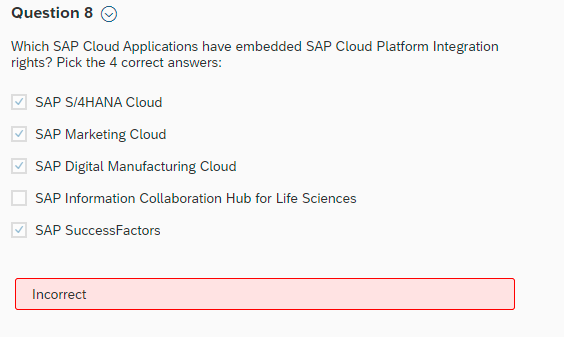 Question 8
Which SAP Cloud Applications have embedded SAP Cloud Platform Integration
rights? Pick the 4 correct answers:
SAP S/4HANA Cloud
SAP Marketing Cloud
SAP Digital Manufacturing Cloud
SAP Information Collaboration Hub for Life Sciences
SAP SuccessFactors
Incorrect